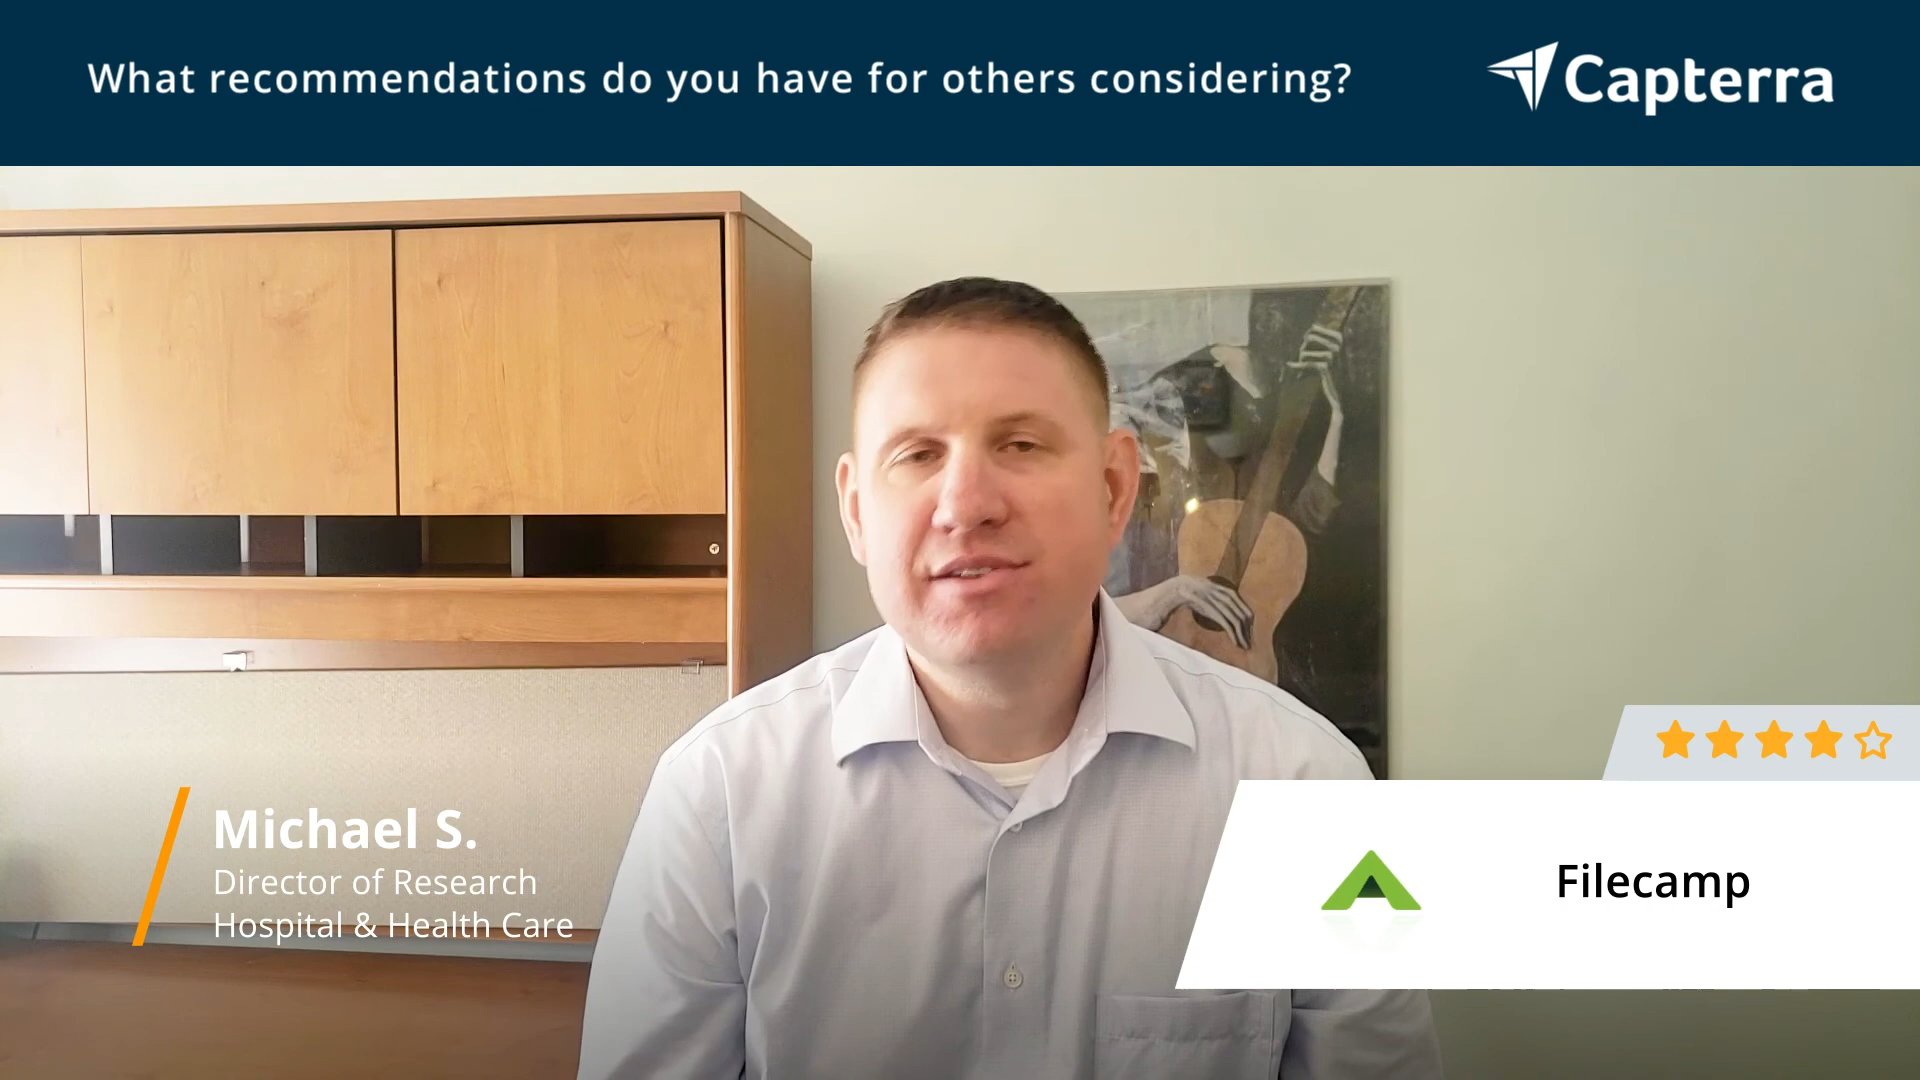 What recommendations do you have for others considering?
Capterra
Michael S.
Director of Research
Hospital & Health Care
Filecamp